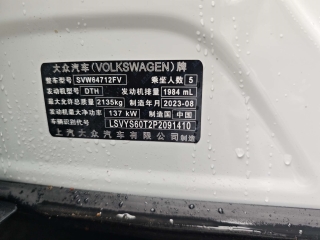 大众汽车(VOLKSWAGEN)牌
整车型号 SVW64712FV 乘坐人数 5
发动机型号 DTH 发动机排量 1984 mL
最大允许总质量 2135kg 制造年月 2023-08
发动机最大净功率 137 kW 制造国 中国
车辆识别代号 LSVYS60T2P2091410
上汽大众汽车有限公司制造